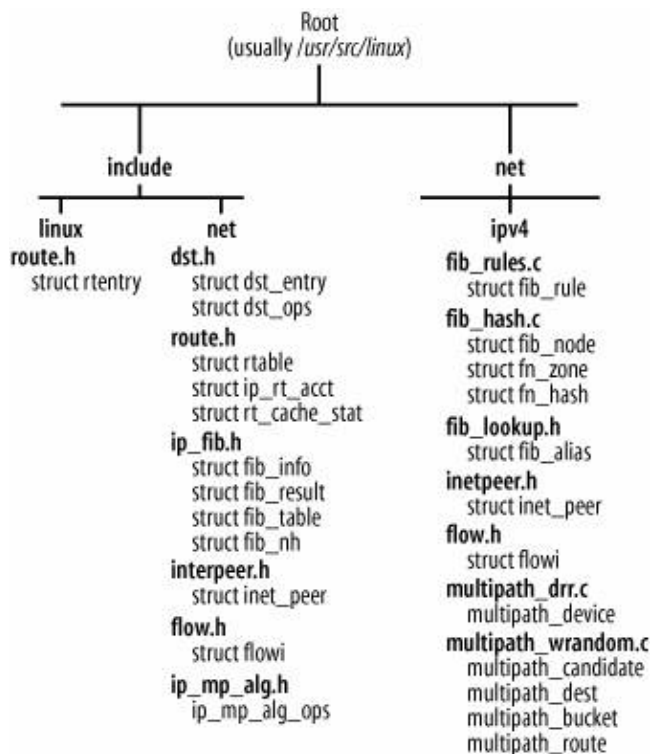 Root
(usually /usr/src/linux)
include
net
linux
net
route.h
struct rtentry
dst.h
struct dst_entry
struct dst_ops
route.h
struct rtable
struct ip_rt_acct
struct rt_cache_stat
ip_fib.h
struct fib_info
struct fib_result
struct fib_table
struct fib_nh
interpeer.h
struct inet_peer
flow.h
struct flowi
ip_mp_alg.h
ip_mp_alg_ops
ipv4
fib_rules.c
struct fib_rule
fib_hash.c
struct fib_node
struct fn_zone
struct fn_hash
fib_lookup.h
struct fib_alias
inetpeer.h
struct inet_peer
flow.h
struct flowi
multipath_drr.c
multipath_device
multipath_wrandom.c
multipath_candidate
multipath_dest
multipath_bucket
multipath_route